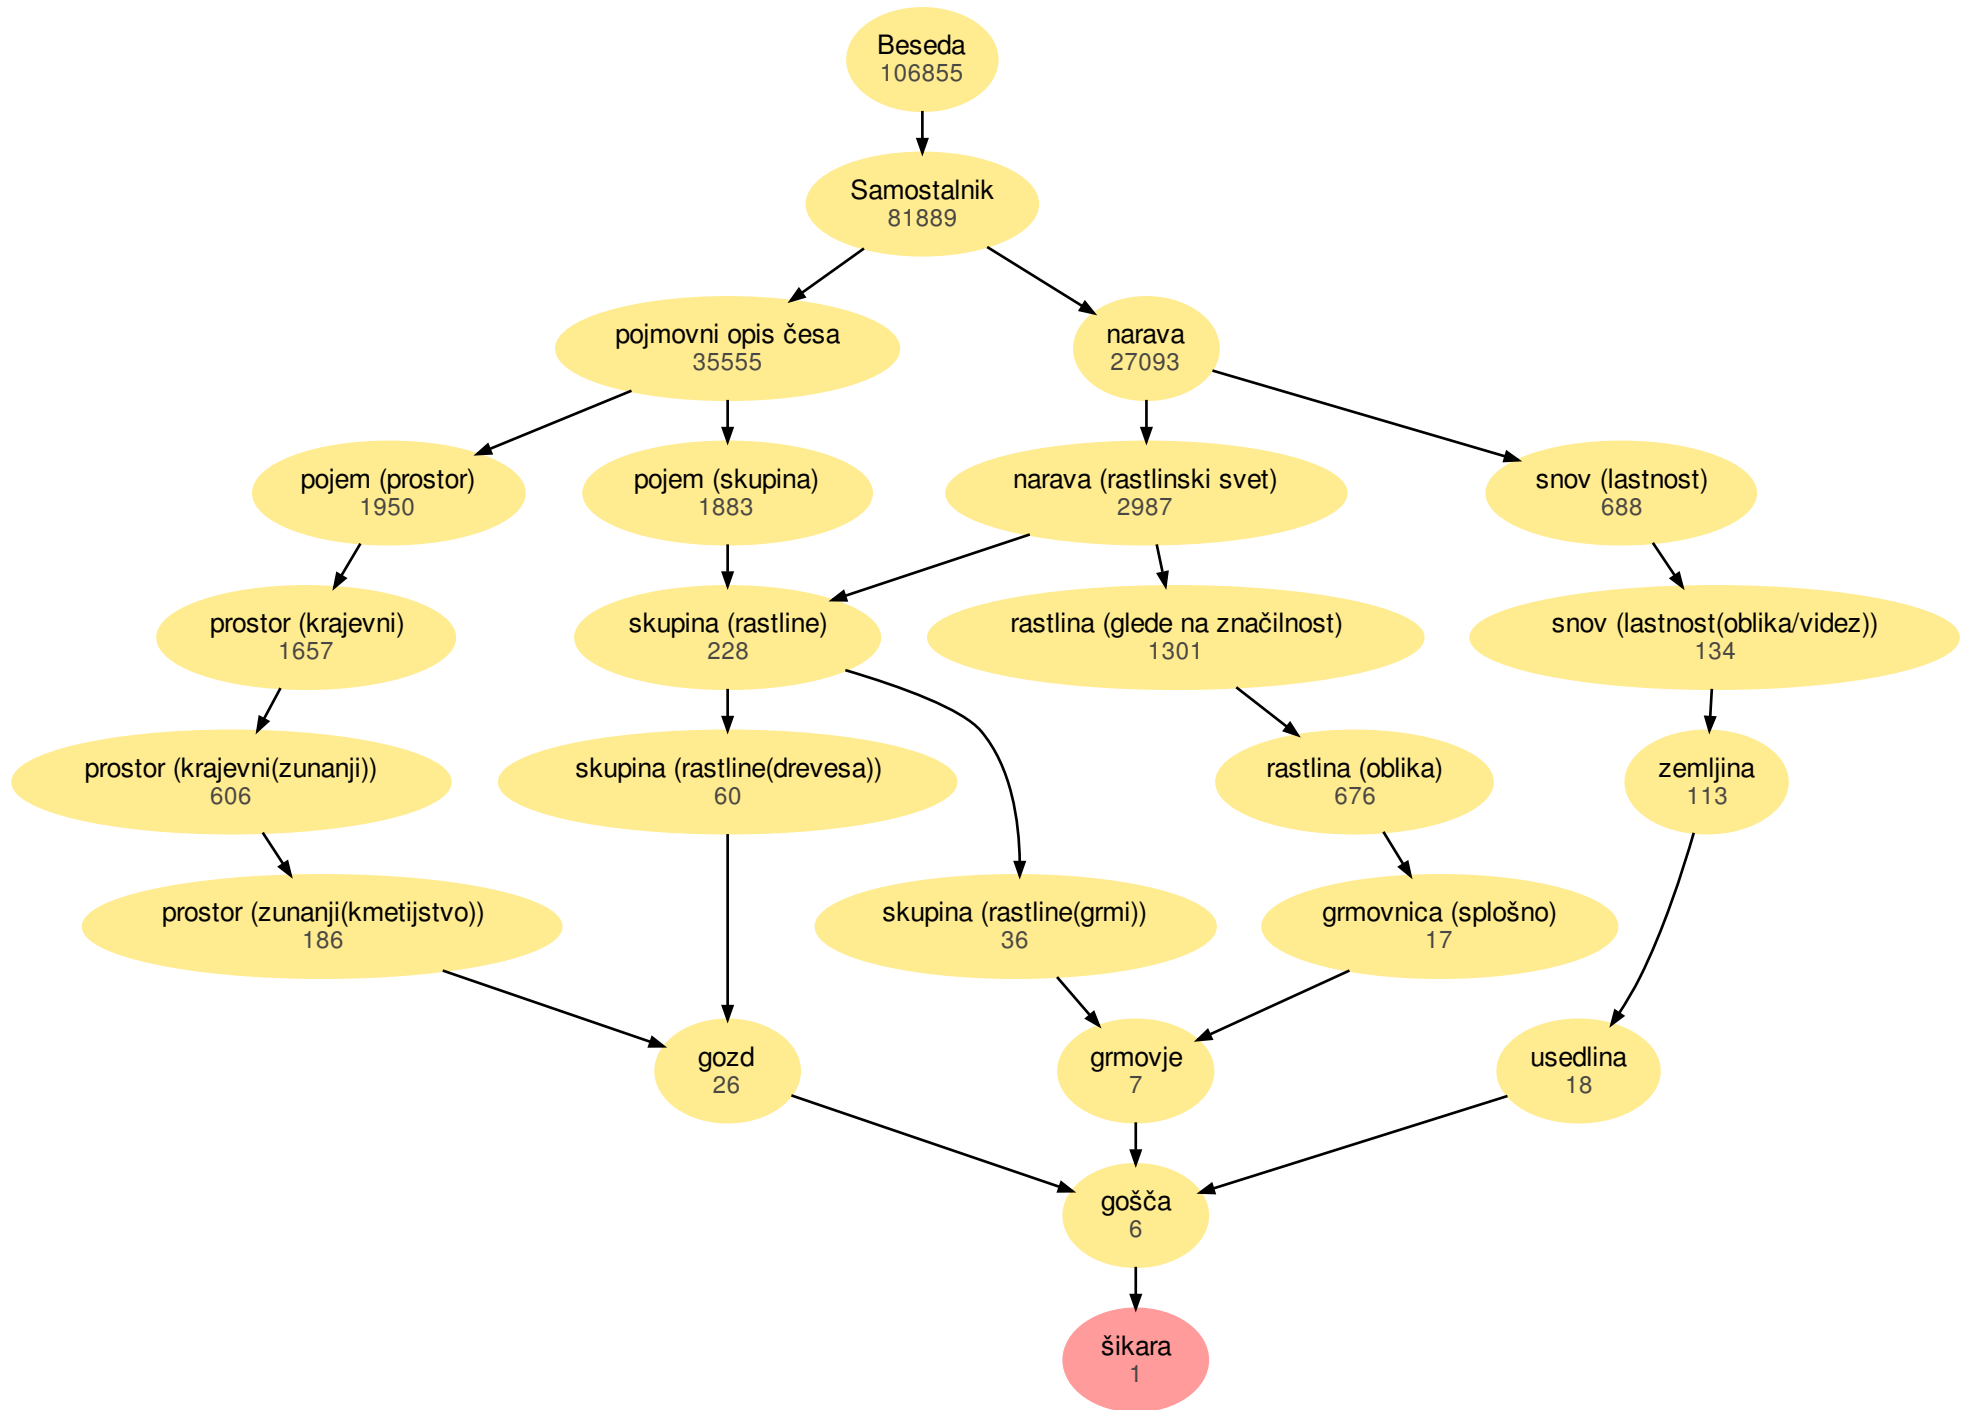 Beseda
106855
Samostalnik
81889
pojmovni opis česa
35555
narava
27093
pojem (prostor)
1950
pojem (skupina)
1883
narava (rastlinski svet)
2987
snov (lastnost)
688
prostor (krajevni)
1657
skupina (rastline)
228
rastlina (glede na značilnost)
1301
snov (lastnost(oblika/videz))
134
prostor (krajevni(zunanji))
606
skupina (rastline(drevesa))
60
rastlina (oblika)
676
zemljina
113
prostor (zunanji(kmetijstvo))
186
skupina (rastline(grmi))
36
grmovnica (splošno)
17
gozd
26
grmovje
7
usedlina
18
gošča
6
šikara
1